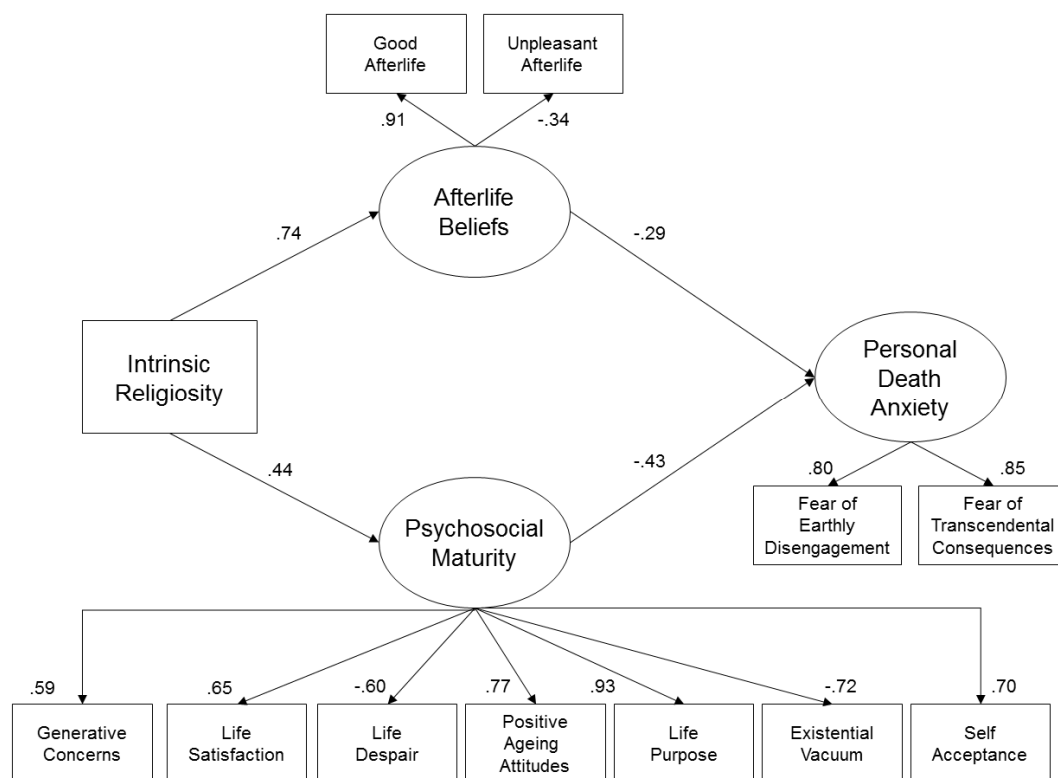 Good
Afterlife
Unpleasant
Afterlife
.91
-.34
Afterlife
Beliefs
.74
-.29
Intrinsic
Religiosity
Personal
Death
Anxiety
.44
-.43
.80
.85
Psychosocial
Maturity
Fear of
Earthly
Disengagement
Fear of
Transcendental
Consequences
.59
.65
-.60
.77
.93
-.72
.70
Generative
Concerns
Life
Satisfaction
Life
Despair
Positive
Ageing
Attitudes
Life
Purpose
Existential
Vacuum
Self
Acceptance